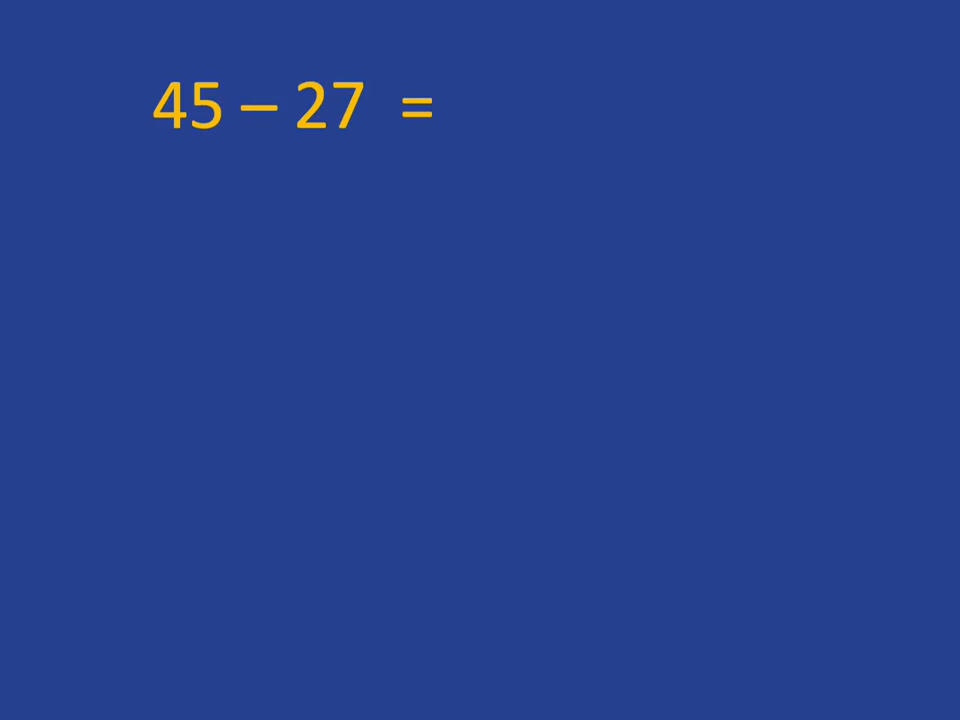 45 – 27 =